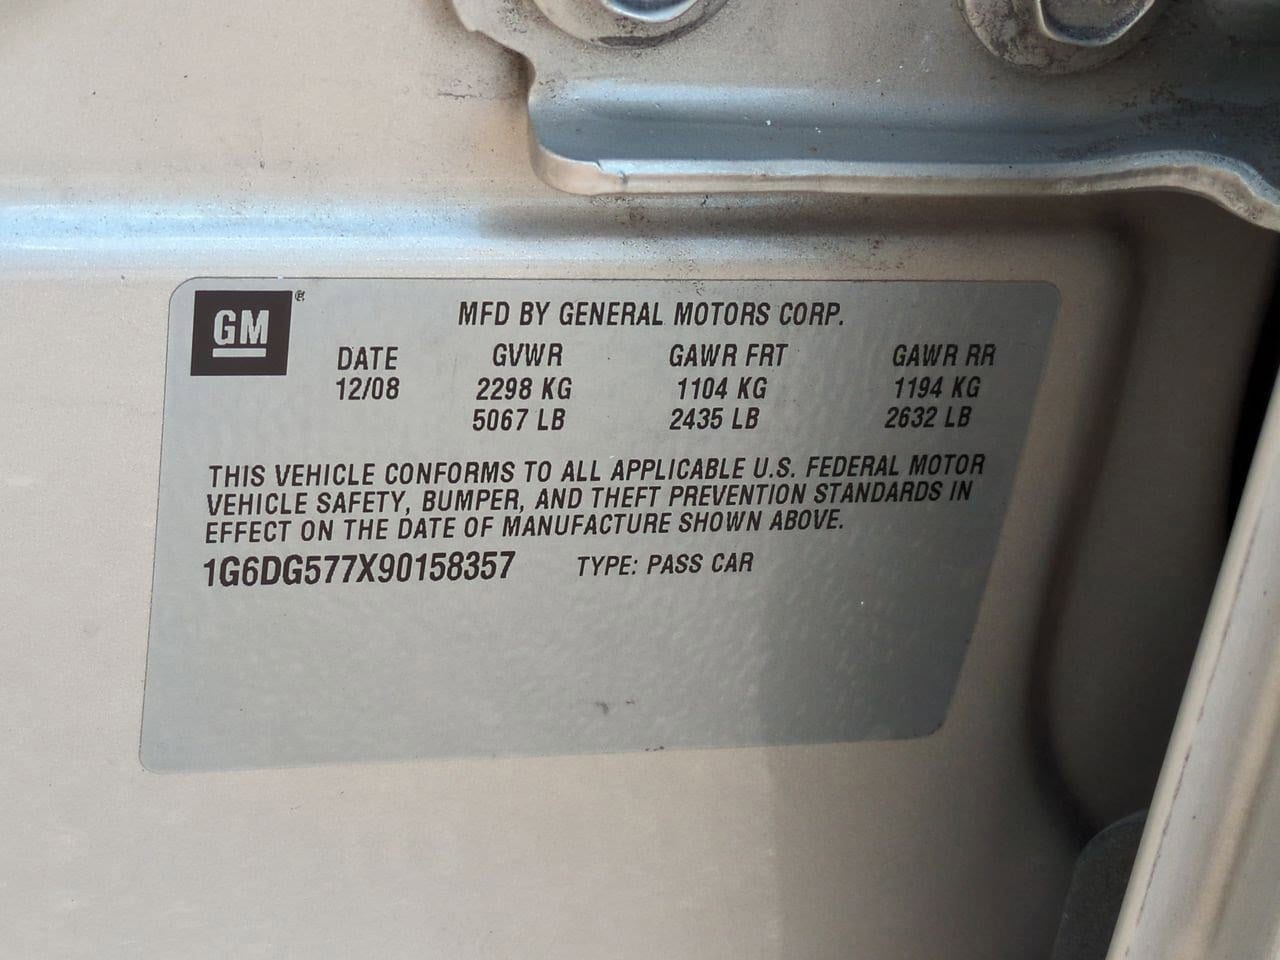 GM®
MFD BY GENERAL MOTORS CORP.
DATE GVWR GAWR FRT GAWR RR
12/08 2298 KG 1104 KG 1194 KG
5067 LB 2435 LB 2632 LB
THIS VEHICLE CONFORMS TO ALL APPLICABLE U.S. FEDERAL MOTOR
VEHICLE SAFETY, BUMPER, AND THEFT PREVENTION STANDARDS IN
EFFECT ON THE DATE OF MANUFACTURE SHOWN ABOVE.
1G6DG577X90158357 TYPE: PASS CAR